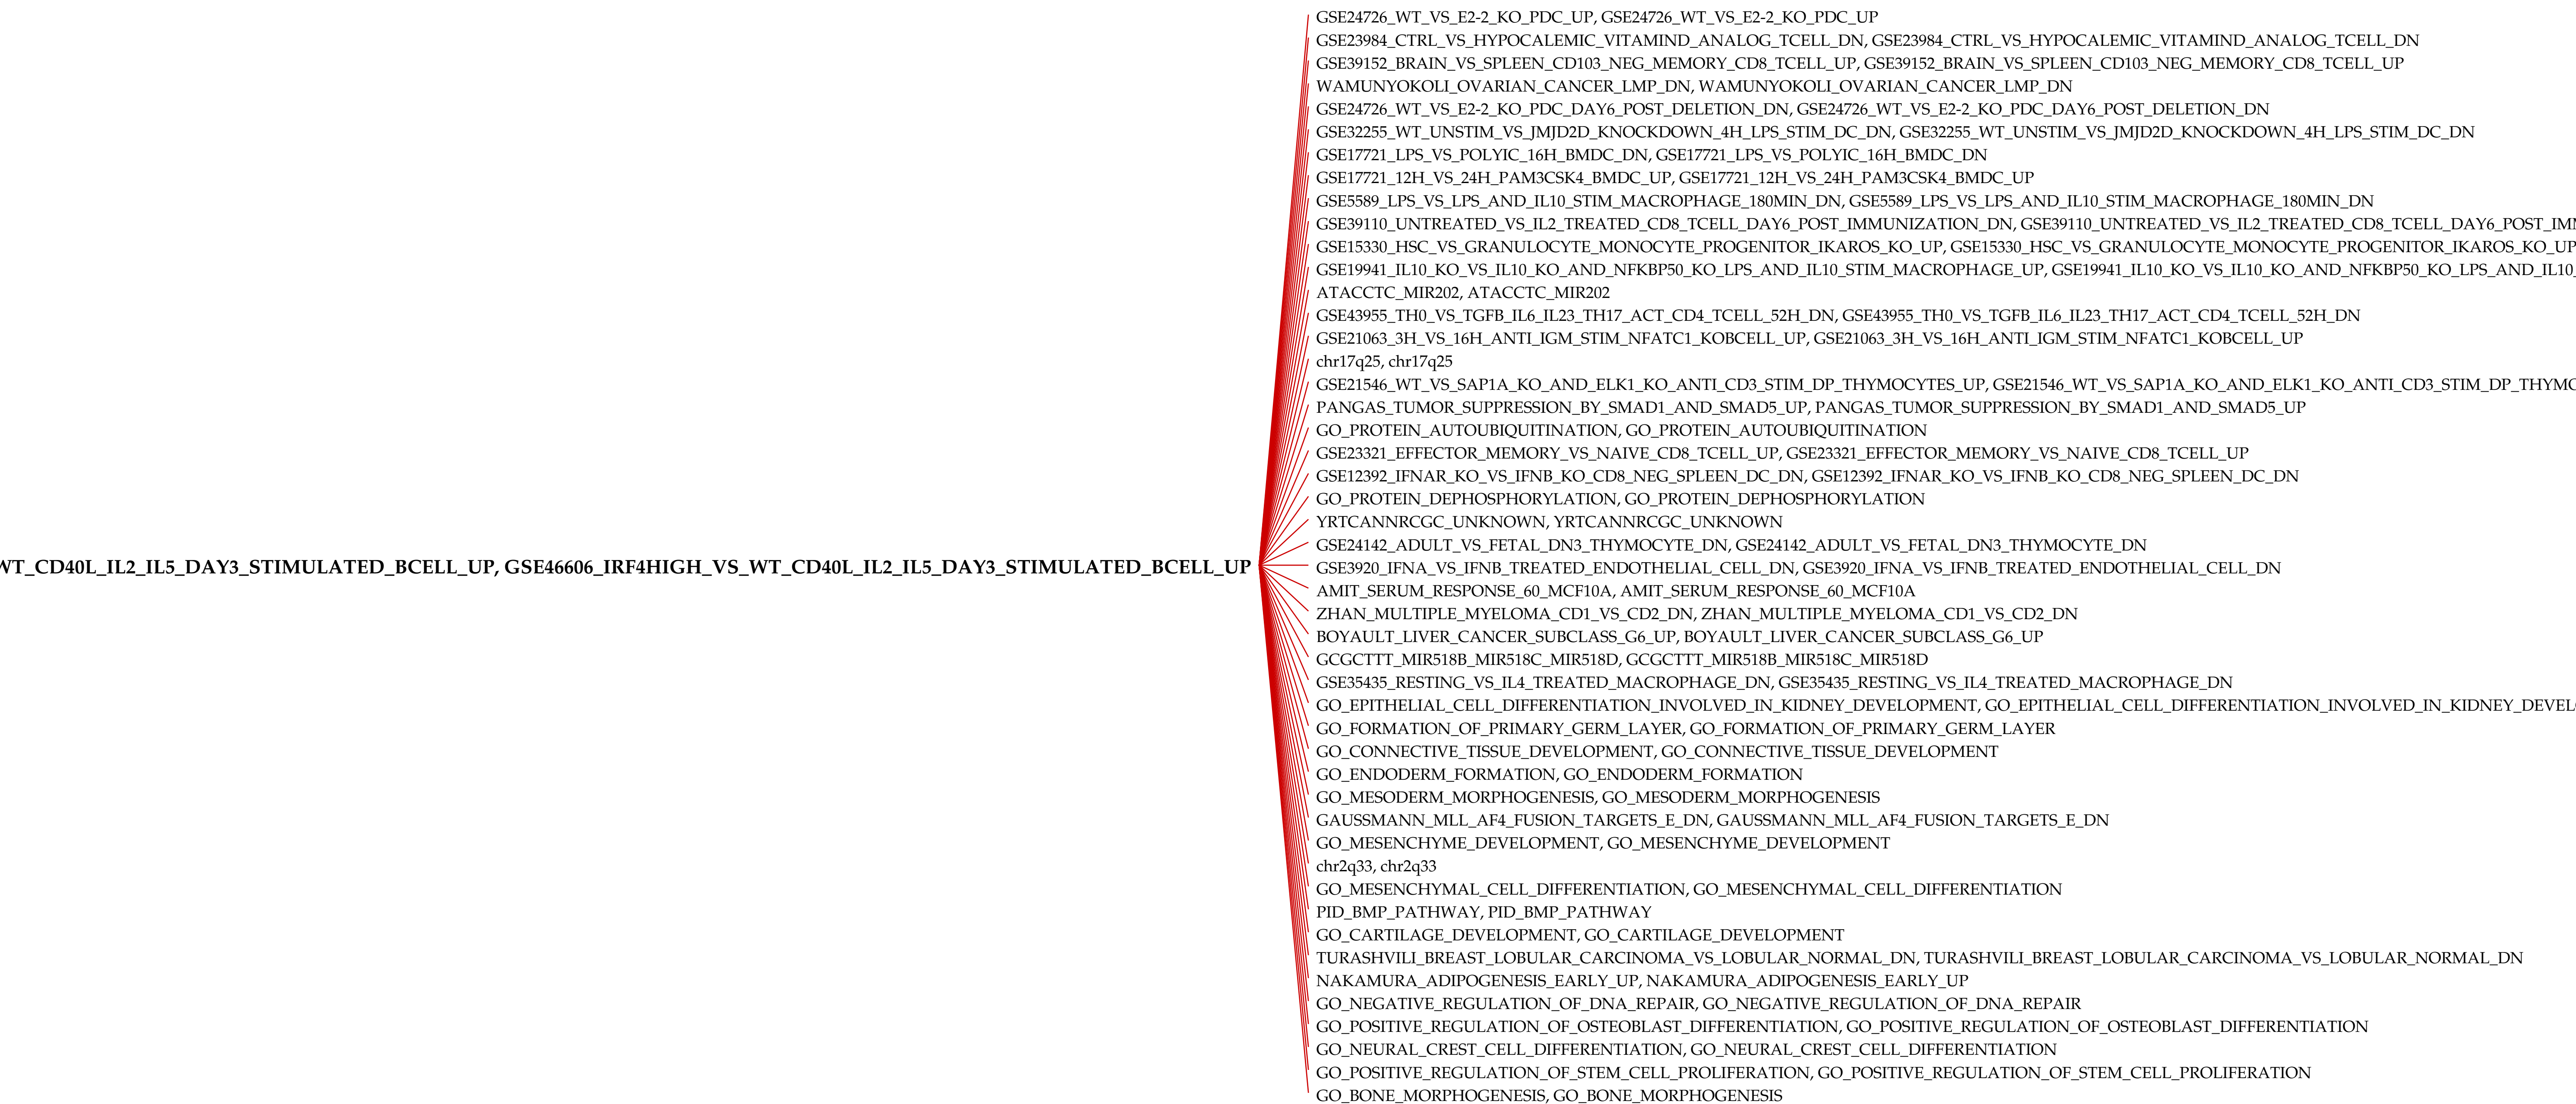 GSE24726_WT_VS_E2-2_KO_PDC_UP, GSE24726_WT_VS_E2-2_KO_PDC_UP
GSE23984_CTRL_VS_HYPOCALEMIC_VITAMIND_ANALOG_TCELL_DN, GSE23984_CTRL_VS_HYPOCALEMIC_VITAMIND_ANALOG_TCELL_DN
GSE39152_BRAIN_VS_SPLEEN_CD103_NEG_MEMORY_CD8_TCELL_UP, GSE39152_BRAIN_VS_SPLEEN_CD103_NEG_MEMORY_CD8_TCELL_UP
WAMUNYOKOLI_OVARIAN_CANCER_LMP_DN, WAMUNYOKOLI_OVARIAN_CANCER_LMP_DN
GSE24726_WT_VS_E2-2_KO_PDC_DAY6_POST_DELETION_DN, GSE24726_WT_VS_E2-2_KO_PDC_DAY6_POST_DELETION_DN
GSE32255_WT_UNSTIM_VS_JMJD2D_KNOCKDOWN_4H_LPS_STIM_DC_DN, GSE32255_WT_UNSTIM_VS_JMJD2D_KNOCKDOWN_4H_LPS_STIM_DC_DN
GSE17721_LPS_VS_POLYIC_16H_BMDC_DN, GSE17721_LPS_VS_POLYIC_16H_BMDC_DN
GSE17721_12H_VS_24H_PAM3CSK4_BMDC_UP, GSE17721_12H_VS_24H_PAM3CSK4_BMDC_UP
GSE5589_LPS_VS_LPS_AND_IL10_STIM_MACROPHAGE_180MIN_DN, GSE5589_LPS_VS_LPS_AND_IL10_STIM_MACROPHAGE_180MIN_DN
GSE39110_UNTREATED_VS_IL2_TREATED_CD8_TCELL_DAY6_POST_IMMUNIZATION_DN, GSE39110_UNTREATED_VS_IL2_TREATED_CD8_TCELL_DAY6_POST_IM
GSE15330_HSC_VS_GRANULOCYTE_MONOCYTE_PROGENITOR_IKAROS_KO_UP, GSE15330_HSC_VS_GRANULOCYTE_MONOCYTE_PROGENITOR_IKAROS_KO_UP
GSE19941_IL10_KO_VS_IL10_KO_AND_NFKBP50_KO_LPS_AND_IL10_STIM_MACROPHAGE_UP, GSE19941_IL10_KO_VS_IL10_KO_AND_NFKBP50_KO_LPS_AND_IL10_
ATACCTC_MIR202, ATACCTC_MIR202
GSE43955_TH0_VS_TGFB_IL6_IL23_TH17_ACT_CD4_TCELL_52H_DN, GSE43955_TH0_VS_TGFB_IL6_IL23_TH17_ACT_CD4_TCELL_52H_DN
GSE21063_3H_VS_16H_ANTI_IGM_STIM_NFATC1_KOBCELL_UP, GSE21063_3H_VS_16H_ANTI_IGM_STIM_NFATC1_KOBCELL_UP
chr17q25, chr17q25
GSE21546_WT_VS_SAP1A_KO_AND_ELK1_KO_ANTI_CD3_STIM_DP_THYMOCYTES_UP, GSE21546_WT_VS_SAP1A_KO_AND_ELK1_KO_ANTI_CD3_STIM_DP_THYMO
PANGAS_TUMOR_SUPPRESSION_BY_SMAD1_AND_SMAD5_UP, PANGAS_TUMOR_SUPPRESSION_BY_SMAD1_AND_SMAD5_UP
GO_PROTEIN_AUTOUBIQUITINATION, GO_PROTEIN_AUTOUBIQUITINATION
GSE23321_EFFECTOR_MEMORY_VS_NAIVE_CD8_TCELL_UP, GSE23321_EFFECTOR_MEMORY_VS_NAIVE_CD8_TCELL_UP
GSE12392_IFNAR_KO_VS_IFNB_KO_CD8_NEG_SPLEEN_DC_DN, GSE12392_IFNAR_KO_VS_IFNB_KO_CD8_NEG_SPLEEN_DC_DN
GO_PROTEIN_DEPHOSPHORYLATION, GO_PROTEIN_DEPHOSPHORYLATION
YRTCANNRCGC_UNKNOWN, YRTCANNRCGC_UNKNOWN
GSE24142_ADULT_VS_FETAL_DN3_THYMOCYTE_DN, GSE24142_ADULT_VS_FETAL_DN3_THYMOCYTE_DN
WT_CD40L_IL2_IL5_DAY3_STIMULATED_BCELL_UP, GSE46606_IRF4HIGH_VS_WT_CD40L_IL2_IL5_DAY3_STIMULATED_BCELL_UP
GSE3920_IFNA_VS_IFNB_TREATED_ENDOTHELIAL_CELL_DN, GSE3920_IFNA_VS_IFNB_TREATED_ENDOTHELIAL_CELL_DN
AMIT_SERUM_RESPONSE_60_MCF10A, AMIT_SERUM_RESPONSE_60_MCF10A
ZHAN_MULTIPLE_MYELOMA_CD1_VS_CD2_DN, ZHAN_MULTIPLE_MYELOMA_CD1_VS_CD2_DN
BOYAULT_LIVER_CANCER_SUBCLASS_G6_UP, BOYAULT_LIVER_CANCER_SUBCLASS_G6_UP
GCGCTTT_MIR518B_MIR518C_MIR518D, GCGCTTT_MIR518B_MIR518C_MIR518D
GSE35435_RESTING_VS_IL4_TREATED_MACROPHAGE_DN, GSE35435_RESTING_VS_IL4_TREATED_MACROPHAGE_DN
GO_EPITHELIAL_CELL_DIFFERENTIATION_INVOLVED_IN_KIDNEY_DEVELOPMENT, GO_EPITHELIAL_CELL_DIFFERENTIATION_INVOLVED_IN_KIDNEY_DEVEL
GO_FORMATION_OF_PRIMARY_GERM_LAYER, GO_FORMATION_OF_PRIMARY_GERM_LAYER
GO_CONNECTIVE_TISSUE_DEVELOPMENT, GO_CONNECTIVE_TISSUE_DEVELOPMENT
GO_ENDODERM_FORMATION, GO_ENDODERM_FORMATION
GO_MESODERM_MORPHOGENESIS, GO_MESODERM_MORPHOGENESIS
GAUSSMANN_MLL_AF4_FUSION_TARGETS_E_DN, GAUSSMANN_MLL_AF4_FUSION_TARGETS_E_DN
GO_MESENCHYME_DEVELOPMENT, GO_MESENCHYME_DEVELOPMENT
chr2q33, chr2q33
GO_MESENCHYMAL_CELL_DIFFERENTIATION, GO_MESENCHYMAL_CELL_DIFFERENTIATION
PID_BMP_PATHWAY, PID_BMP_PATHWAY
GO_CARTILAGE_DEVELOPMENT, GO_CARTILAGE_DEVELOPMENT
TURASHVILI_BREAST_LOBULAR_CARCINOMA_VS_LOBULAR_NORMAL_DN, TURASHVILI_BREAST_LOBULAR_CARCINOMA_VS_LOBULAR_NORMAL_DN
NAKAMURA_ADIPOGENESIS_EARLY_UP, NAKAMURA_ADIPOGENESIS_EARLY_UP
GO_NEGATIVE_REGULATION_OF_DNA_REPAIR, GO_NEGATIVE_REGULATION_OF_DNA_REPAIR
GO_POSITIVE_REGULATION_OF_OSTEOBLAST_DIFFERENTIATION, GO_POSITIVE_REGULATION_OF_OSTEOBLAST_DIFFERENTIATION
GO_NEURAL_CREST_CELL_DIFFERENTIATION, GO_NEURAL_CREST_CELL_DIFFERENTIATION
GO_POSITIVE_REGULATION_OF_STEM_CELL_PROLIFERATION, GO_POSITIVE_REGULATION_OF_STEM_CELL_PROLIFERATION
GO_BONE_MORPHOGENESIS, GO_BONE_MORPHOGENESIS